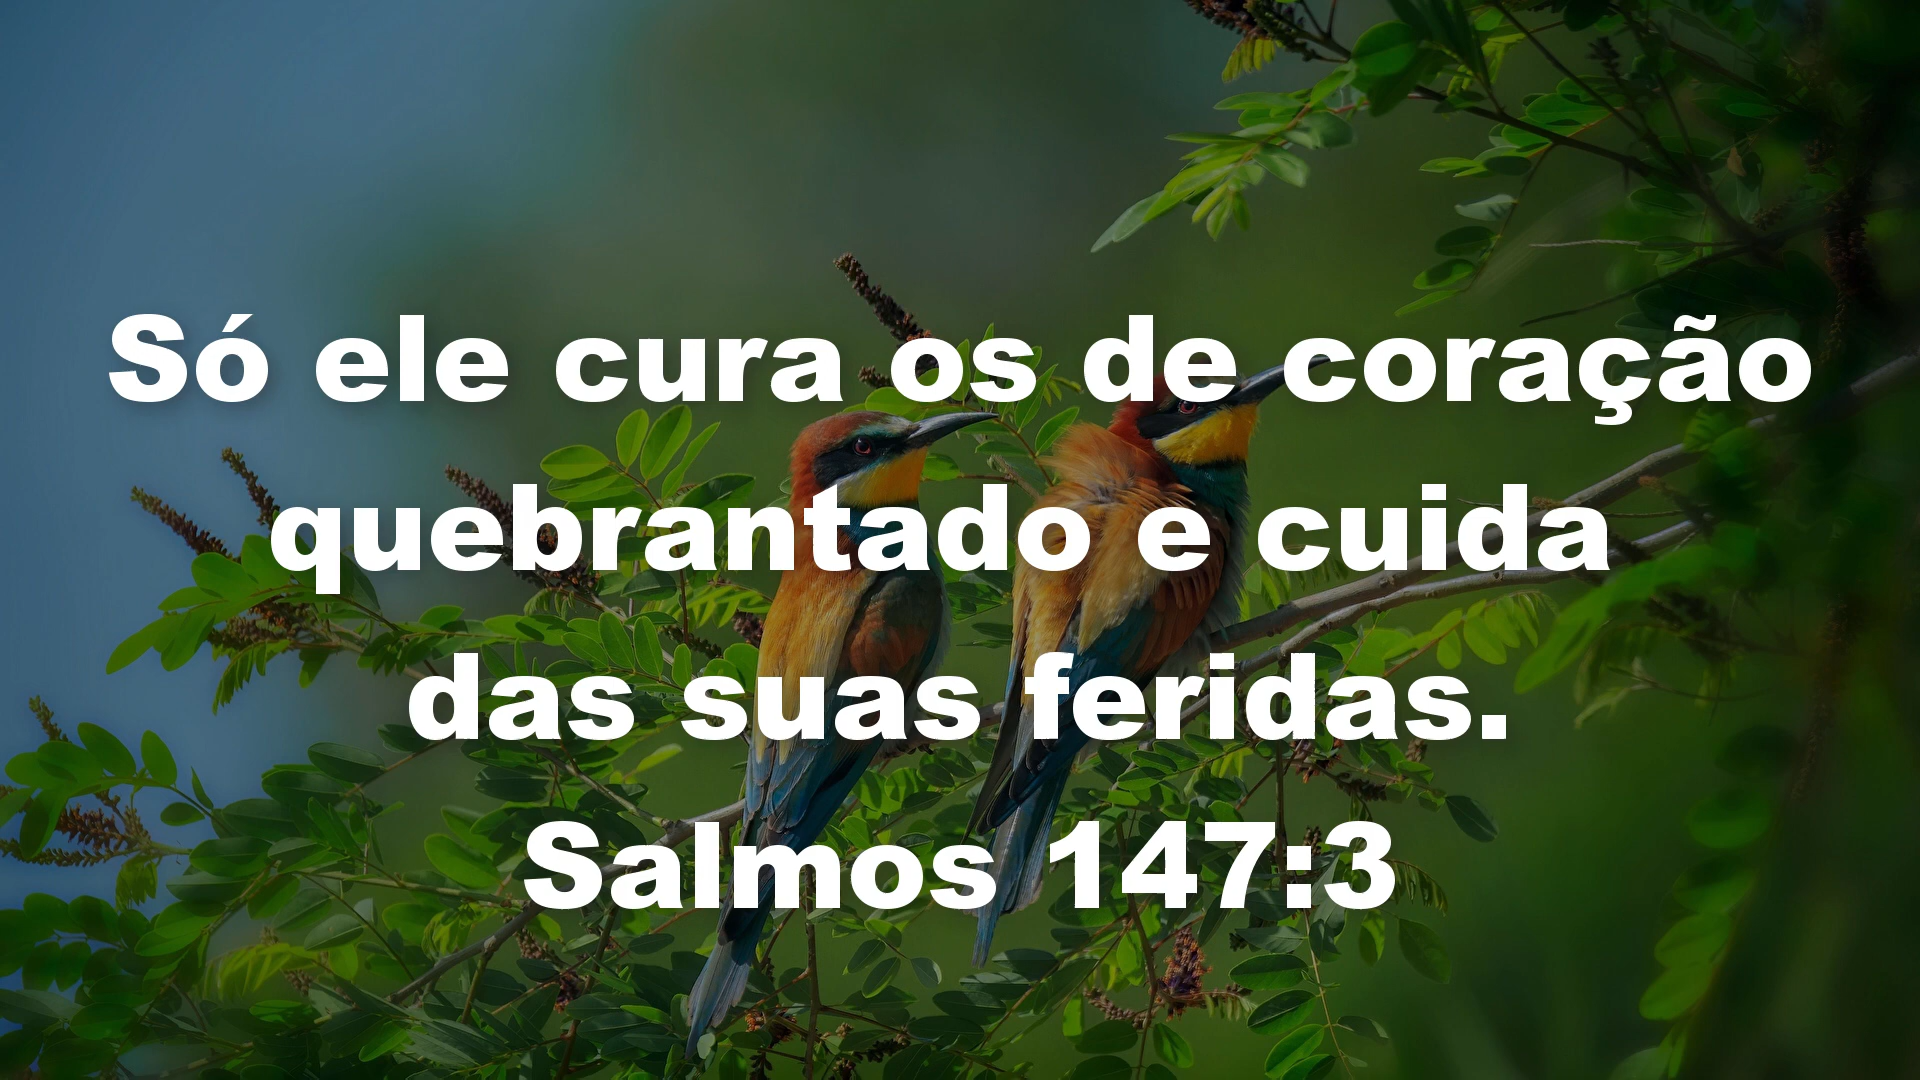 Só ele cura os de coração
quebrantado e cuida
das suas feridas.
Salmos 147:3